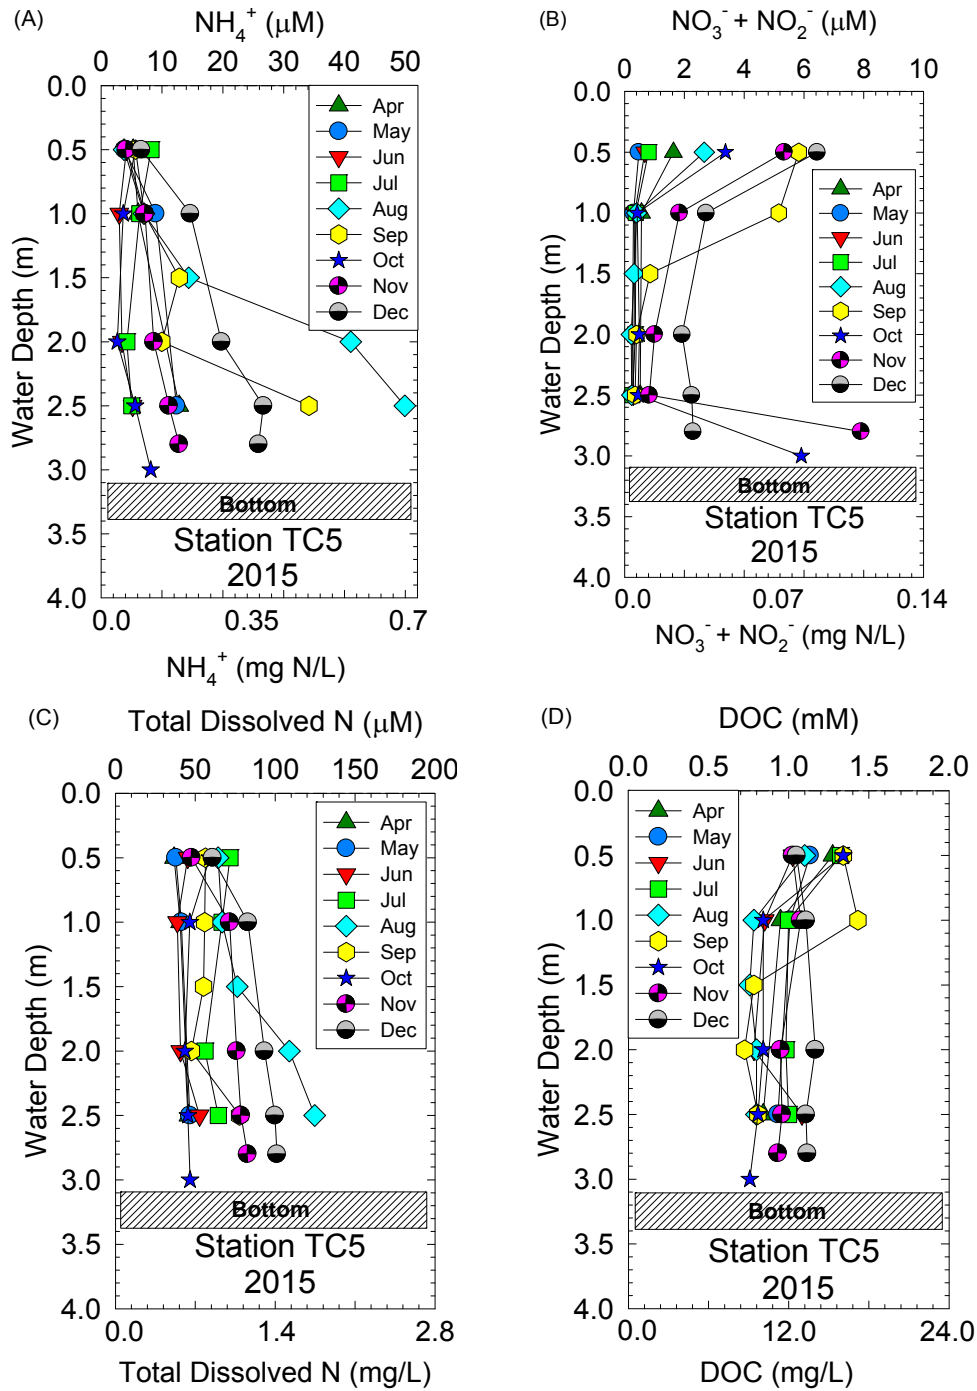 (A)
NH₄⁺ (μM)
0 10 20 30 40 50
0.0
0.5
1.0
1.5
2.0
2.5
3.0
3.5
4.0
Water Depth (m)
Apr
May
Jun
Jul
Aug
Sep
Oct
Nov
Dec
Bottom
Station TC5
2015
0.0 0.35 0.7
NH₄⁺ (mg N/L)
(B)
NO₃⁻ + NO₂⁻ (μM)
0 2 4 6 8 10
0.0
0.5
1.0
1.5
2.0
2.5
3.0
3.5
4.0
Water Depth (m)
Apr
May
Jun
Jul
Aug
Sep
Oct
Nov
Dec
Bottom
Station TC5
2015
0.0 0.07 0.14
NO₃⁻ + NO₂⁻ (mg N/L)
(C)
Total Dissolved N (μM)
0 50 100 150 200
0.0
0.5
1.0
1.5
2.0
2.5
3.0
3.5
4.0
Water Depth (m)
Apr
May
Jun
Jul
Aug
Sep
Oct
Nov
Dec
Bottom
Station TC5
2015
0.0 1.4 2.8
Total Dissolved N (mg/L)
(D)
DOC (mM)
0.0 0.5 1.0 1.5 2.0
0.0
0.5
1.0
1.5
2.0
2.5
3.0
3.5
4.0
Water Depth (m)
Apr
May
Jun
Jul
Aug
Sep
Oct
Nov
Dec
Bottom
Station TC5
2015
0.0 12.0 24.0
DOC (mg/L)